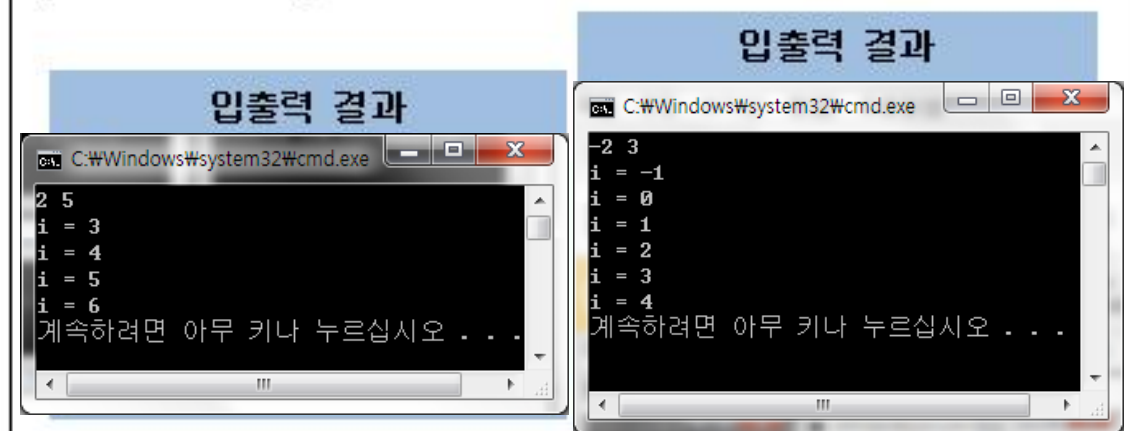 입출력 결과
C:₩Windows₩system32₩cmd.exe
2 5
i = 3
i = 4
i = 5
i = 6
계속하려면 아무 키나 누르십시오 . . .
입출력 결과
C:₩Windows₩system32₩cmd.exe
-2 3
i = -1
i = 0
i = 1
i = 2
i = 3
i = 4
계속하려면 아무 키나 누르십시오 . . .